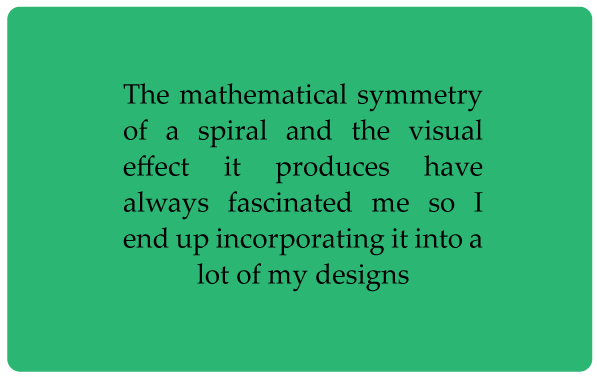 The mathematical symmetry
of a spiral and the visual
effect it produces have
always fascinated me so I
end up incorporating it into a
lot of my designs